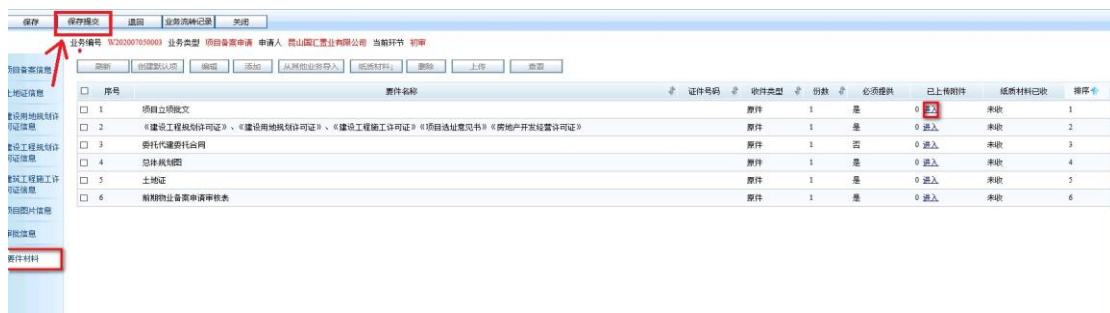 保存 保存提交 退回 业务流转记录 关闭
业务编号 W202007050003 业务类型 项目备案申请 申请人 昆山国汇置业有限公司 当前环节 初审
刷新 创建默认项 编辑 添加 从其他业务导入 纸质材料↓ 删除 上传 查看
项目备案信息
土地证信息
建设用地规划许可证信息
建设工程规划许可证信息
建筑工程施工许可证信息
项目图片信息
审批信息
要件材料
序号 要件名称 证件号码 收件类型 份数 必须提供 已上传附件 纸质材料已收 排序
1 项目立项批文 原件 1 是 0 进入 未收 1
2 《建设工程规划许可证》、《建设用地规划许可证》、《建设工程施工许可证》《项目选址意见书》《房地产开发经营许可证》 原件 1 是 0 进入 未收 2
3 委托代建委托合同 原件 1 否 0 进入 未收 3
4 总体规划图 原件 1 是 0 进入 未收 4
5 土地证 原件 1 是 0 进入 未收 5
6 前期物业备案申请审核表 原件 1 是 0 进入 未收 6